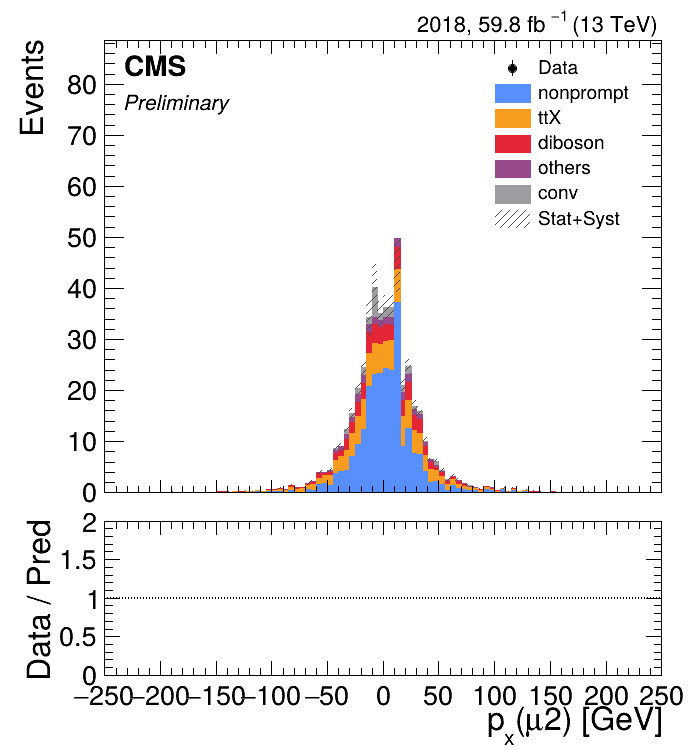 2018, 59.8 fb⁻¹ (13 TeV)
CMS
Preliminary
Data
nonprompt
ttX
diboson
others
conv
Stat+Syst
Events
80
70
60
50
40
30
20
10
0
Data / Pred
2
1.5
1
0.5
0
−250 −200 −150 −100 −50 0 50 100 150 200 250
pₓ(μ2) [GeV]